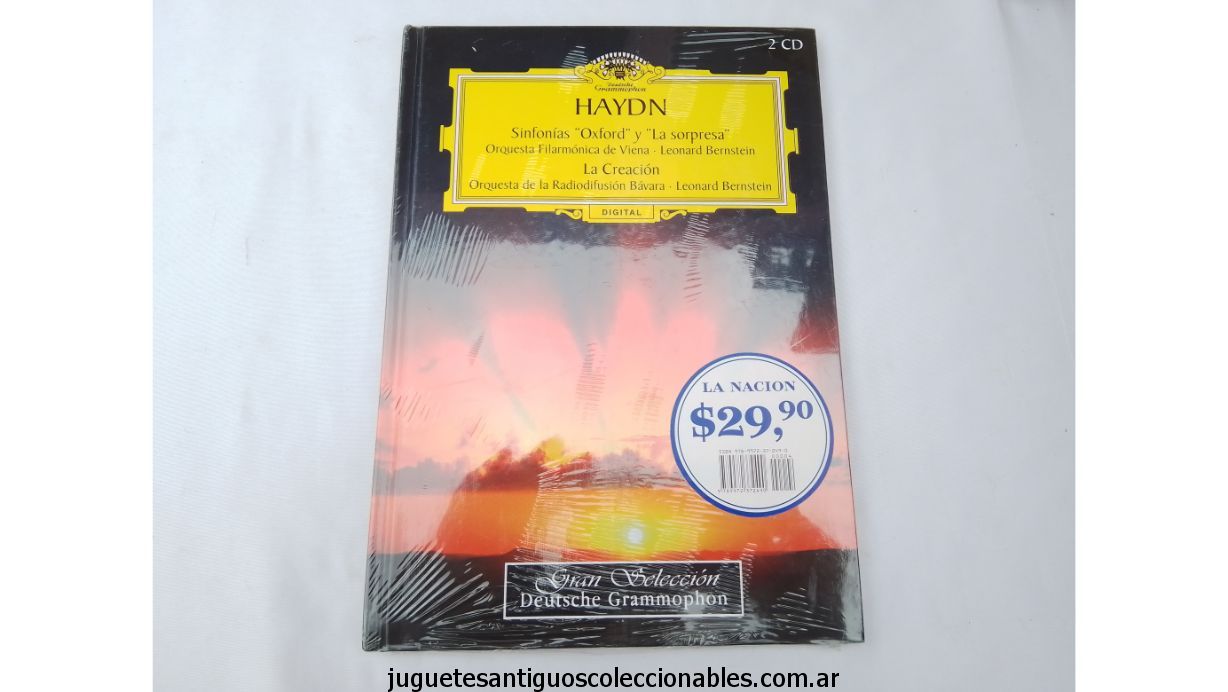 2 CD
Deutsche
Grammophon
HAYDN
Sinfonías "Oxford" y "La sorpresa"
Orquesta Filarmónica de Viena · Leonard Bernstein
La Creación
Orquesta de la Radiodifusión Bávara · Leonard Bernstein
DIGITAL
LA NACION
$29,90
Gran Selección
Deutsche Grammophon
juguetesantiguoscoleccionables.com.ar